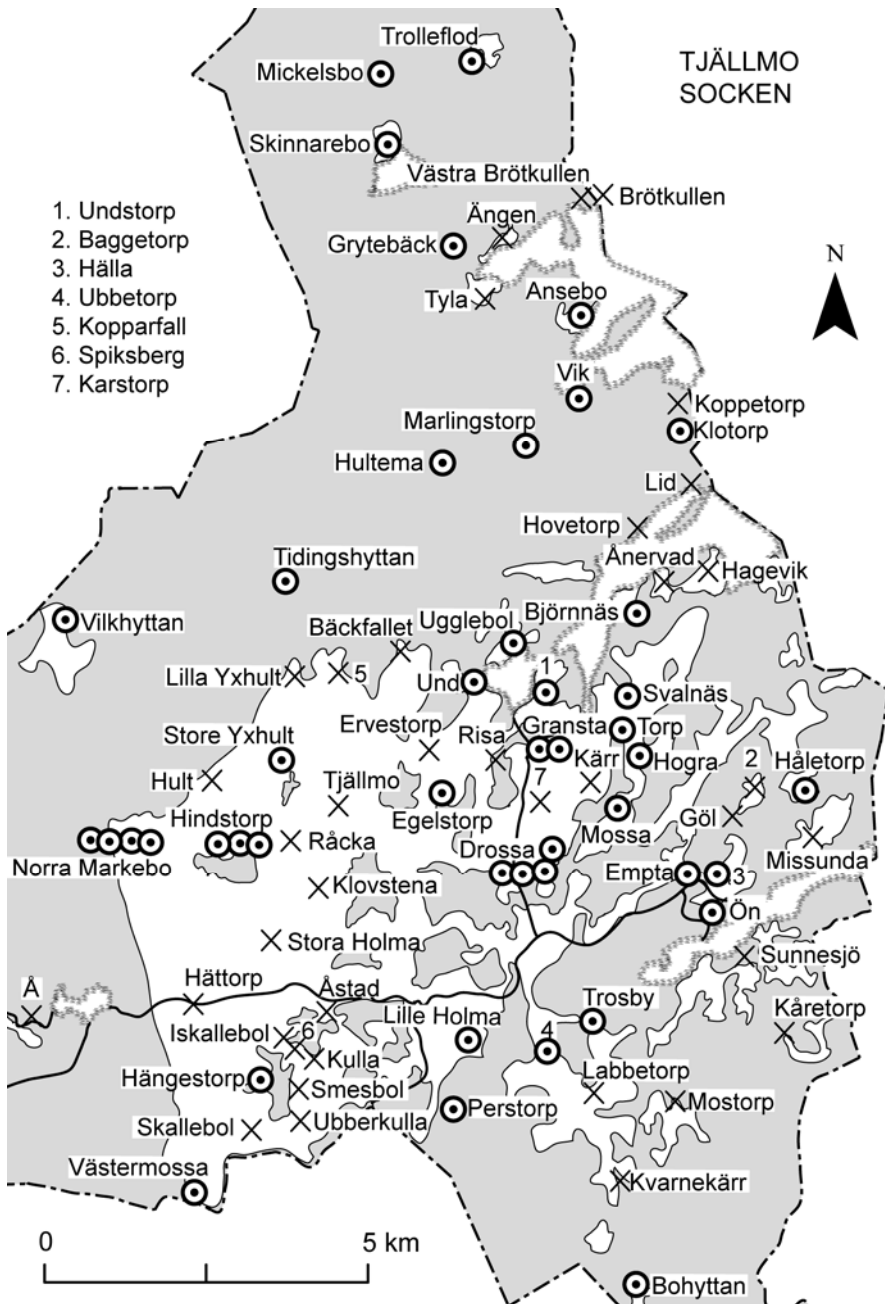 Trolleflod
Mickelsbo
TJÄLLMO
SOCKEN
Skinnarebo
Västra Brötkullen
Brötkullen
1. Undstorp
2. Baggetorp
3. Hälla
4. Ubbetorp
5. Kopparfall
6. Spiksberg
7. Karstorp
Ängen
Grytebäck
N
Tyla
Ansebo
Vik
Koppetorp
Marlingstorp
Klotorp
Hultema
Lid
Hovetorp
Tidingshyttan
Ånervad
Hagevik
Vilkhyttan
Björnnäs
Ugglebol
Bäckfallet
Lilla Yxhult
5
Und
1
Svalnäs
Store Yxhult
Ervestorp
Risa
Gransta
Torp
Hogra
Hult
Tjällmo
Egelstorp
7
Kärr
2
Håletorp
Mossa
Göl
Hindstorp
Råcka
Norra Markebo
Drossa
Missunda
Klovstena
Empta
3
Ön
Stora Holma
Sunnesjö
Å
Hättorp
Åstad
Lille Holma
Trosby
Kåretorp
Iskallebol
6
Kulla
4
Hängestorp
Smesbol
Labbetorp
Perstorp
Mostorp
Skallebol
Ubberkulla
Västermossa
Kvarnekärr
0
5 km
Bohyttan